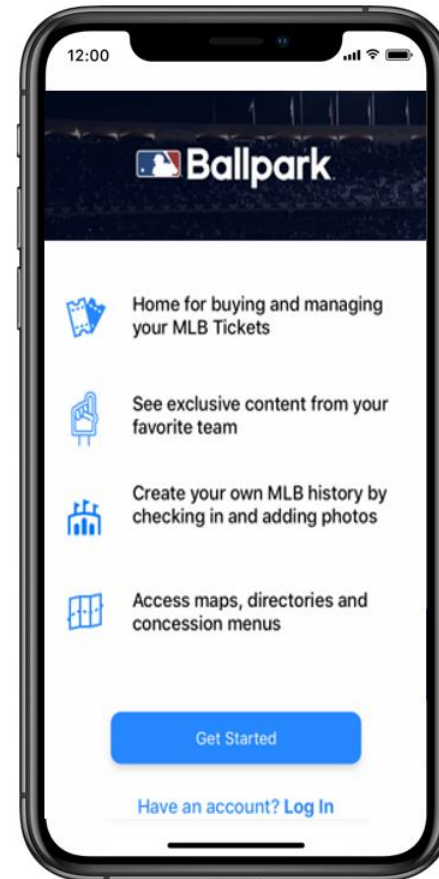 12:00
Ballpark
Home for buying and managing
your MLB Tickets
See exclusive content from your
favorite team
Create your own MLB history by
checking in and adding photos
Access maps, directories and
concession menus
Get Started
Have an account? Log In